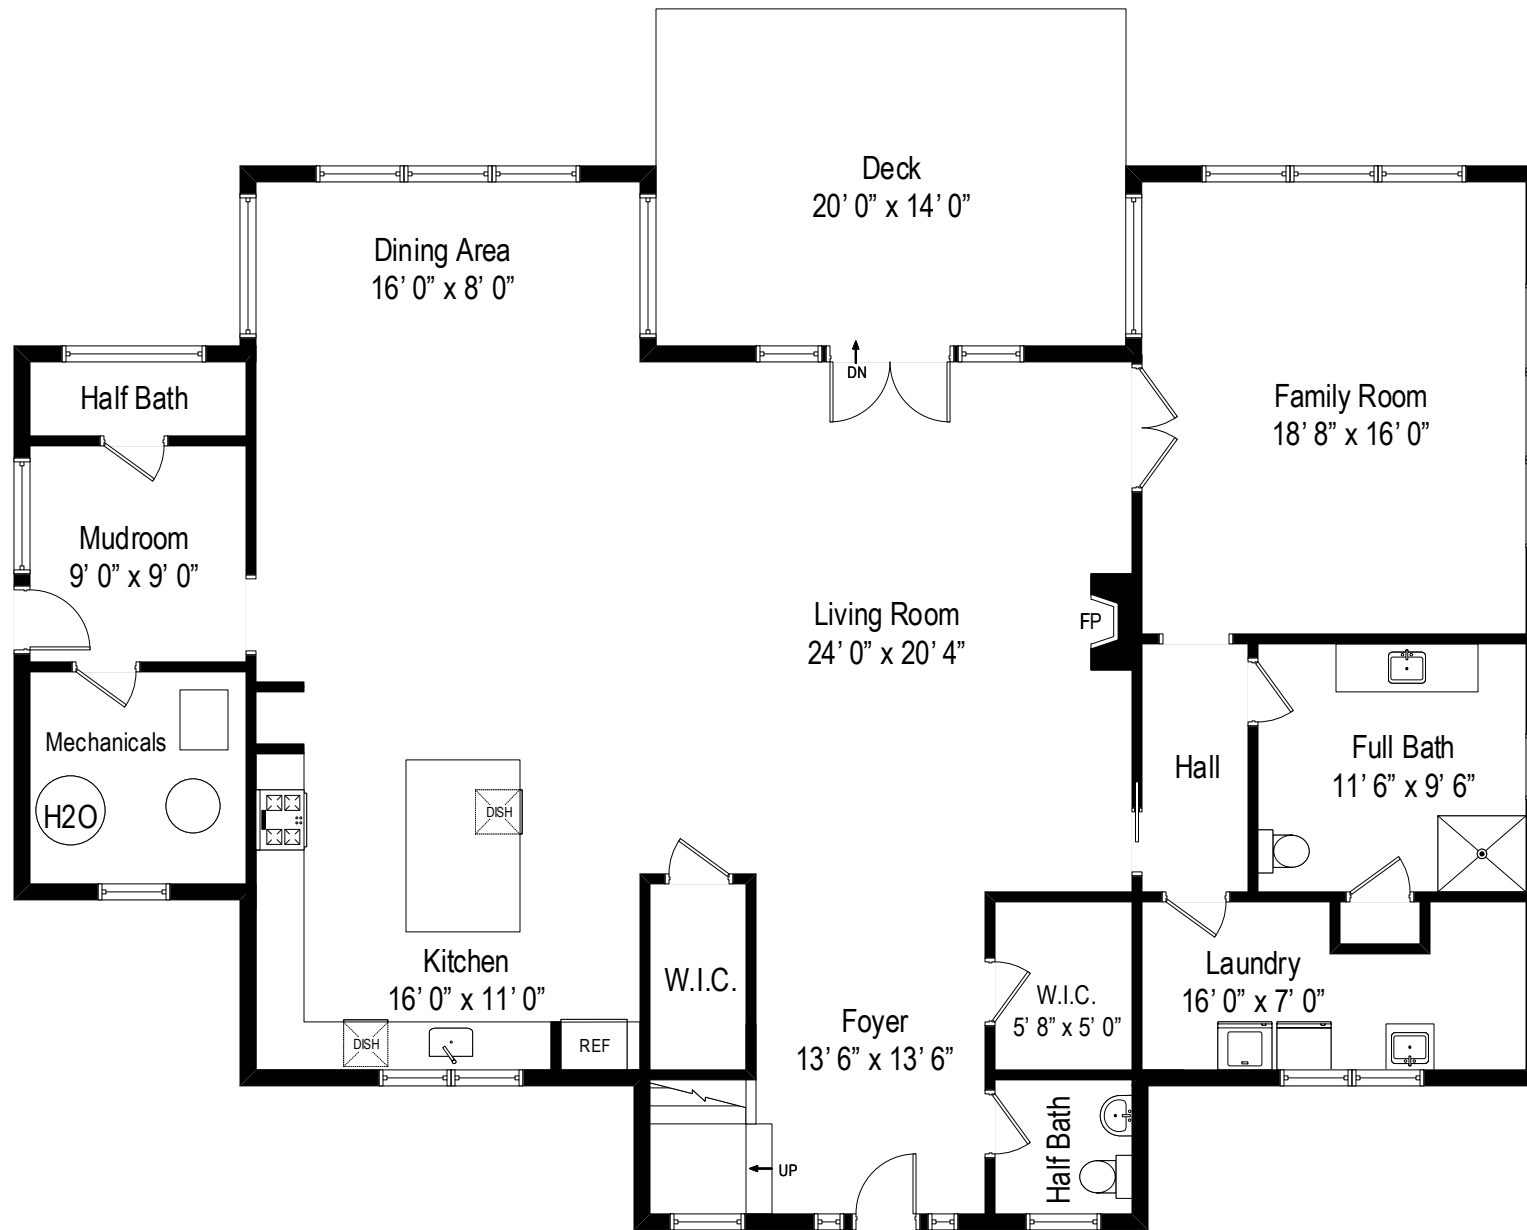 Deck
20’ 0” x 14’ 0”
Dining Area
16’ 0” x 8’ 0”
DN
Half Bath
Family Room
18’ 8” x 16’ 0”
Mudroom
9’ 0” x 9’ 0”
Living Room
24’ 0” x 20’ 4”
FP
Mechanicals
H2O
DISH
Hall
Full Bath
11’ 6” x 9’ 6”
Kitchen
16’ 0” x 11’ 0”
DISH
REF
W.I.C.
Foyer
13’ 6” x 13’ 6”
W.I.C.
5’ 8” x 5’ 0”
Laundry
16’ 0” x 7’ 0”
UP
Half Bath